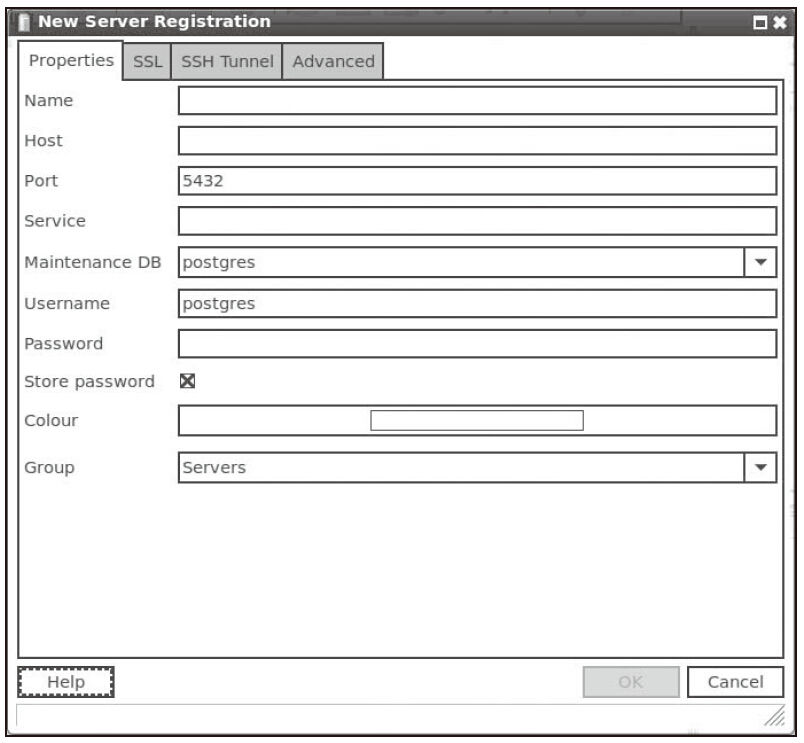 New Server Registration
Properties SSL SSH Tunnel Advanced
Name
Host
Port 5432
Service
Maintenance DB postgres
Username postgres
Password
Store password
Colour
Group Servers
Help OK Cancel